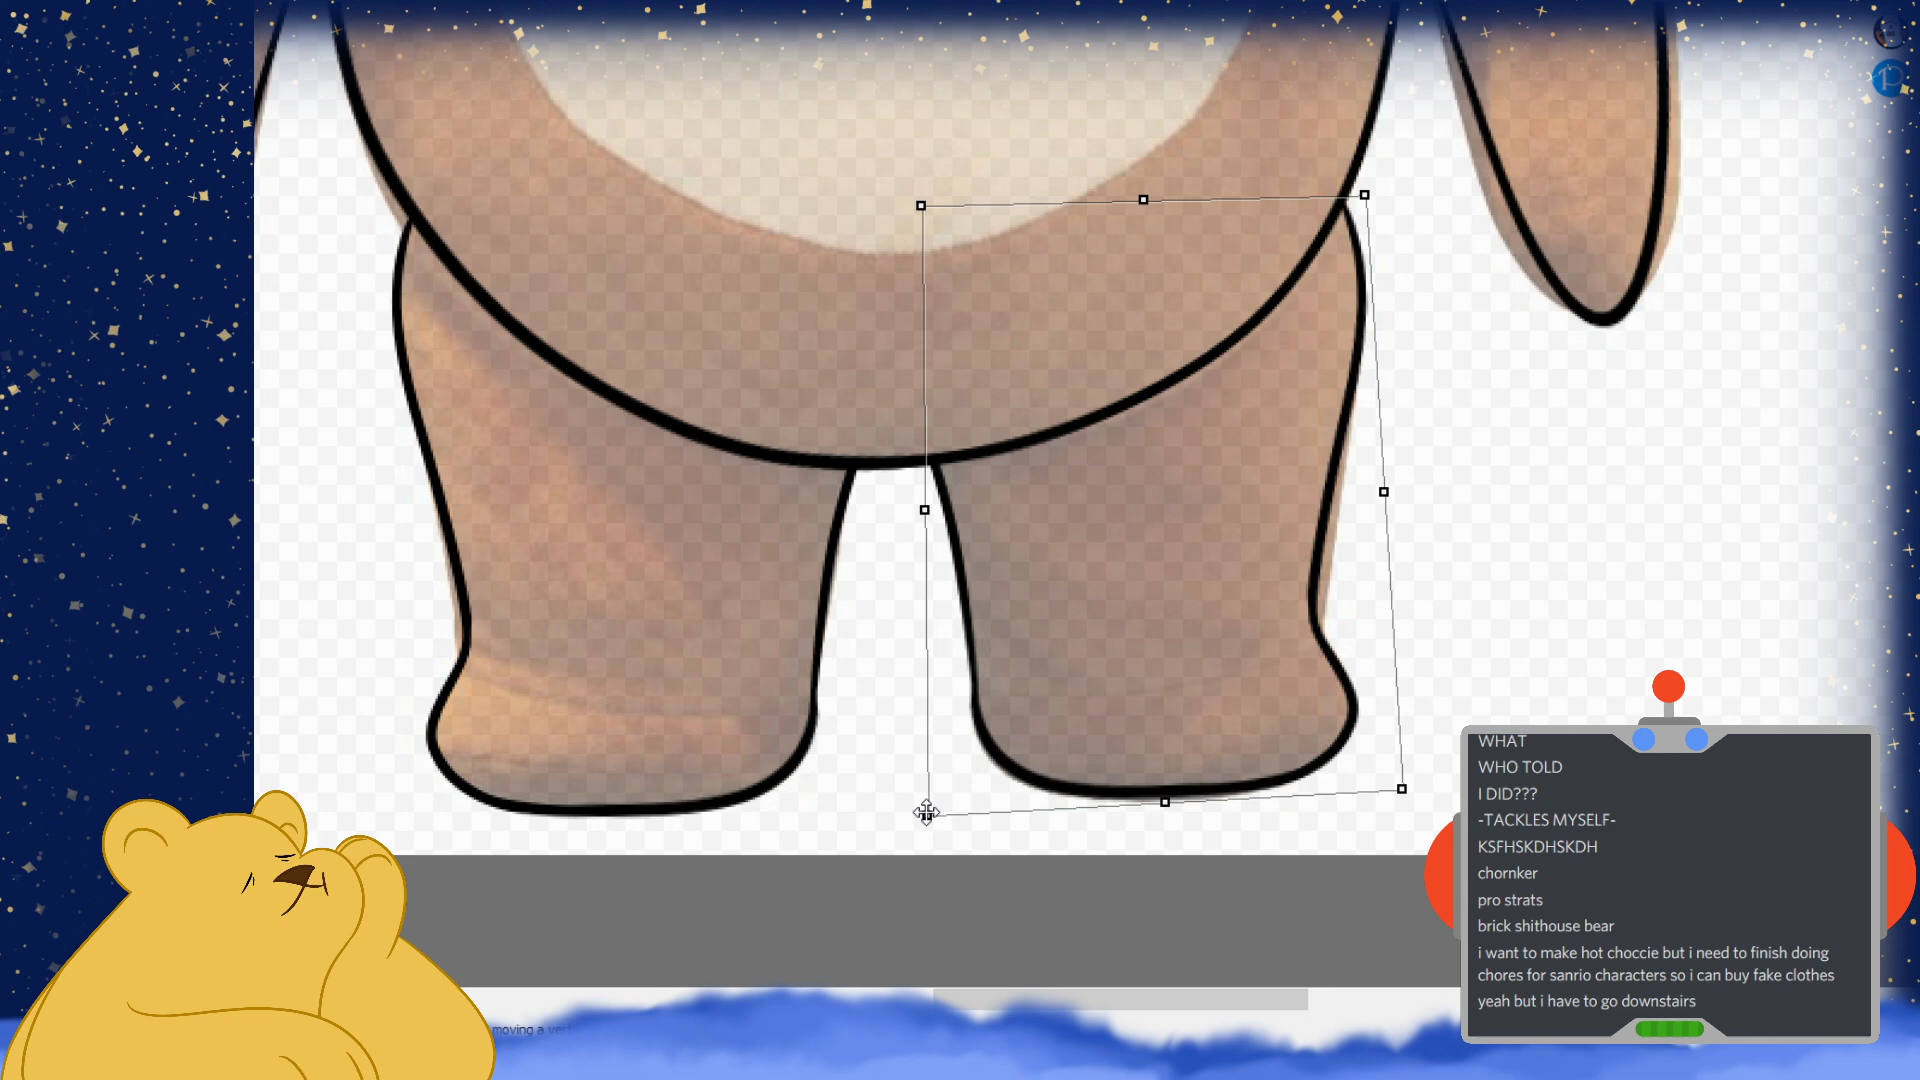 WHAT
WHO TOLD
I DID???
-TACKLES MYSELF-
KSFHSKDHSKDH
chornker
pro strats
brick shithouse bear
i want to make hot choccie but i need to finish doing
chores for sanrio characters so i can buy fake clothes
yeah but i have to go downstairs
moving a